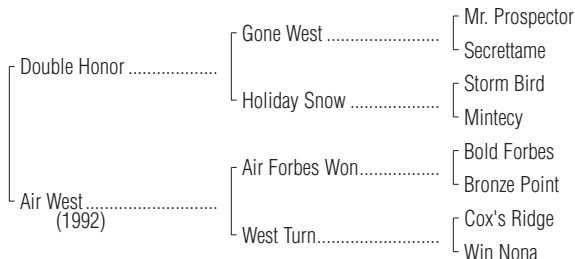 Mr. Prospector
Gone West ........................
Secrettame
Double Honor ...................
Storm Bird
Holiday Snow ...................
Mintecy
Bold Forbes
Air Forbes Won.................
Bronze Point
Air West............................
(1992)
Cox's Ridge
West Turn..........................
Win Nona